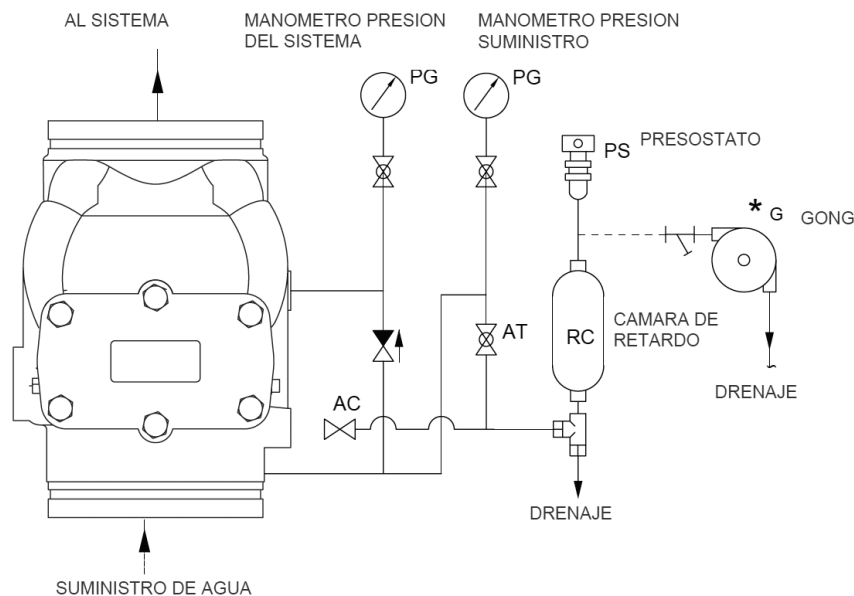 AL SISTEMA
MANOMETRO PRESION
DEL SISTEMA
MANOMETRO PRESION
SUMINISTRO
PG
PG
PS
PRESOSTATO
* G
GONG
RC
CAMARA DE
RETARDO
AT
AC
DRENAJE
DRENAJE
SUMINISTRO DE AGUA